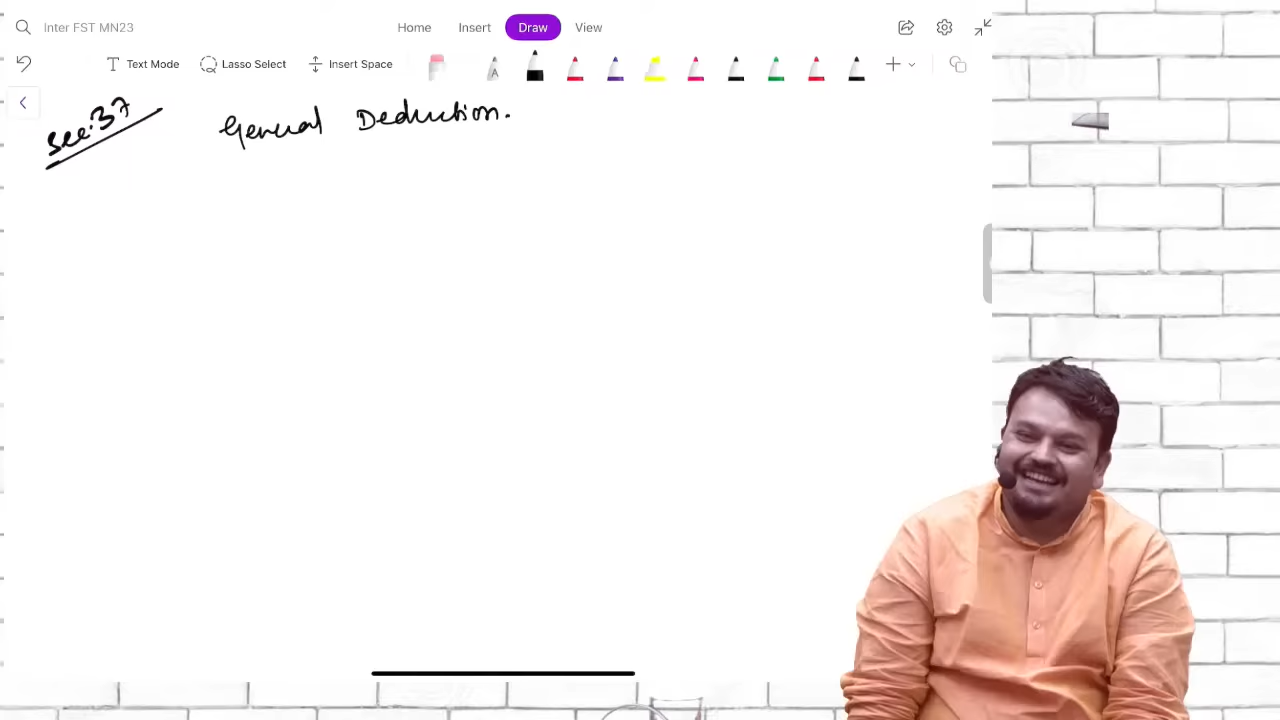 Inter FST MN23
Home Insert Draw View
Text Mode Lasso Select Insert Space
A
Sec.37 General Deduction.